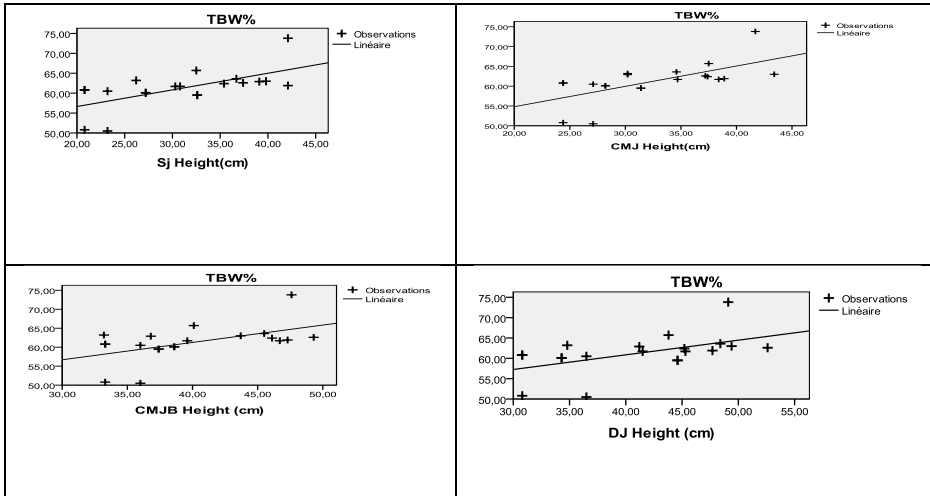 TBW%
Observations
Linéaire
75,00
70,00
65,00
60,00
55,00
50,00
20,00 25,00 30,00 35,00 40,00 45,00
Sj Height(cm)
TBW%
Observations
Linéaire
75,00
70,00
65,00
60,00
55,00
50,00
20,00 25,00 30,00 35,00 40,00 45,00
CMJ Height(cm)
TBW%
Observations
Linéaire
75,00
70,00
65,00
60,00
55,00
50,00
30,00 35,00 40,00 45,00 50,00
CMJB Height (cm)
TBW%
Observations
Linéaire
75,00
70,00
65,00
60,00
55,00
50,00
30,00 35,00 40,00 45,00 50,00 55,00
DJ Height (cm)